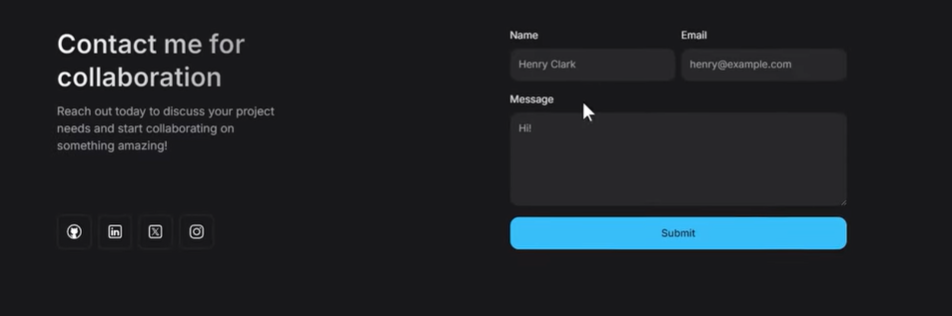 Contact me for
collaboration
Reach out today to discuss your project
needs and start collaborating on
something amazing!
Name
Henry Clark
Email
henry@example.com
Message
Hi!
Submit